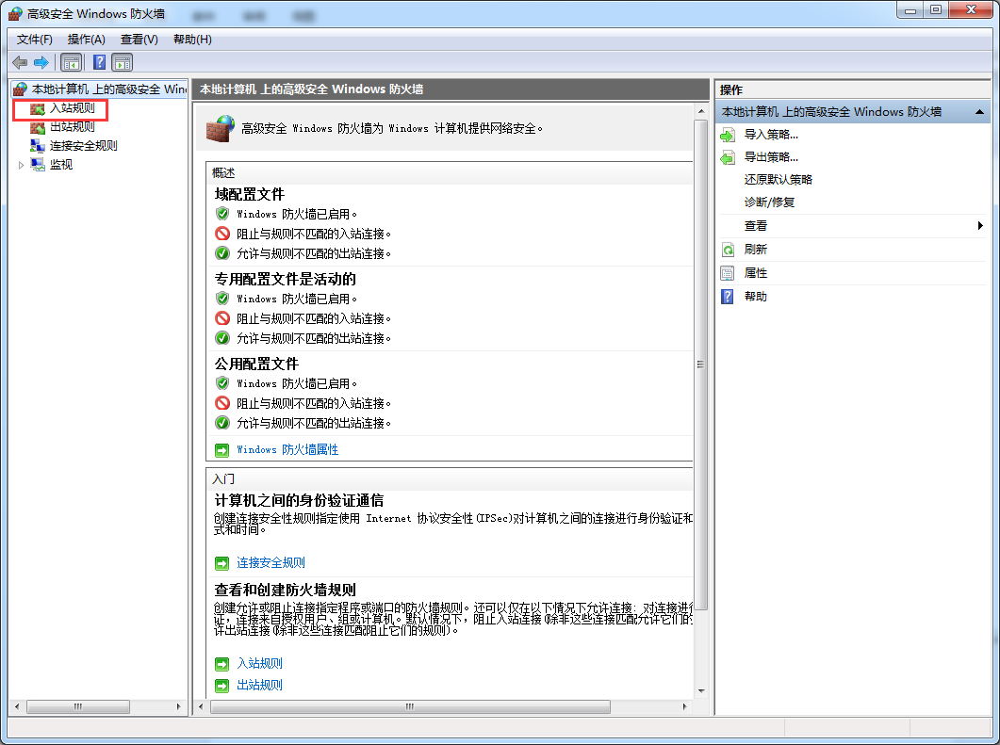 高级安全 Windows 防火墙
文件(F) 操作(A) 查看(V) 帮助(H)
本地计算机 上的高级安全 Win
入站规则
出站规则
连接安全规则
监视
本地计算机 上的高级安全 Windows 防火墙
高级安全 Windows 防火墙为 Windows 计算机提供网络安全。
概述
域配置文件
Windows 防火墙已启用。
阻止与规则不匹配的入站连接。
允许与规则不匹配的出站连接。
专用配置文件是活动的
Windows 防火墙已启用。
阻止与规则不匹配的入站连接。
允许与规则不匹配的出站连接。
公用配置文件
Windows 防火墙已启用。
阻止与规则不匹配的入站连接。
允许与规则不匹配的出站连接。
Windows 防火墙属性
入门
计算机之间的身份验证通信
创建连接安全性规则指定使用 Internet 协议安全性(IPSec)对计算机之间的连接进行身份验证和
式和时间。
连接安全规则
查看和创建防火墙规则
创建允许或阻止连接指定程序或端口的防火墙规则。还可以仅在以下情况下允许连接: 对连接进行
证，连接来自授权用户、组或计算机。默认情况下，阻止入站连接(除非这些连接匹配允许它们的
许出站连接(除非这些连接匹配阻止它们的规则)。
入站规则
出站规则
操作
本地计算机 上的高级安全 Windows 防火墙
导入策略...
导出策略...
还原默认策略
诊断/修复
查看
刷新
属性
帮助